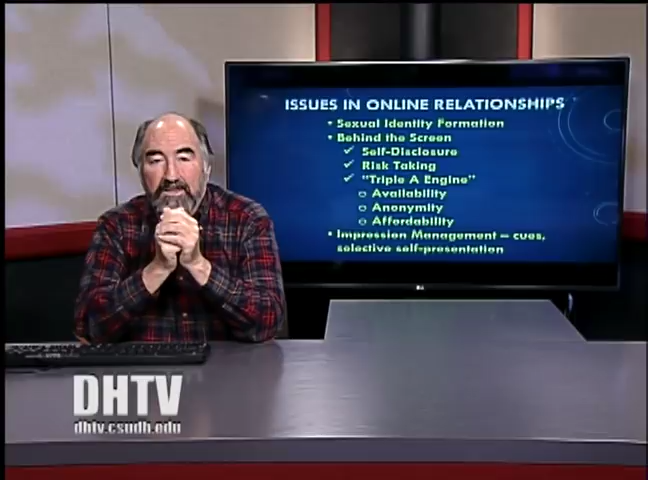 ISSUES IN ONLINE RELATIONSHIPS
• Sexual Identity Formation
• Behind the Screen
✓ Self-Disclosure
✓ Risk Taking
✓ "Triple A Engine"
o Availability
o Anonymity
o Affordability
• Impression Management – cues,
selective self-presentation
LG
DHTV
dhtv.csudh.edu